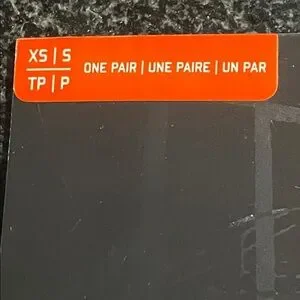 XS | S
TP | P
ONE PAIR | UNE PAIRE | UN PAR